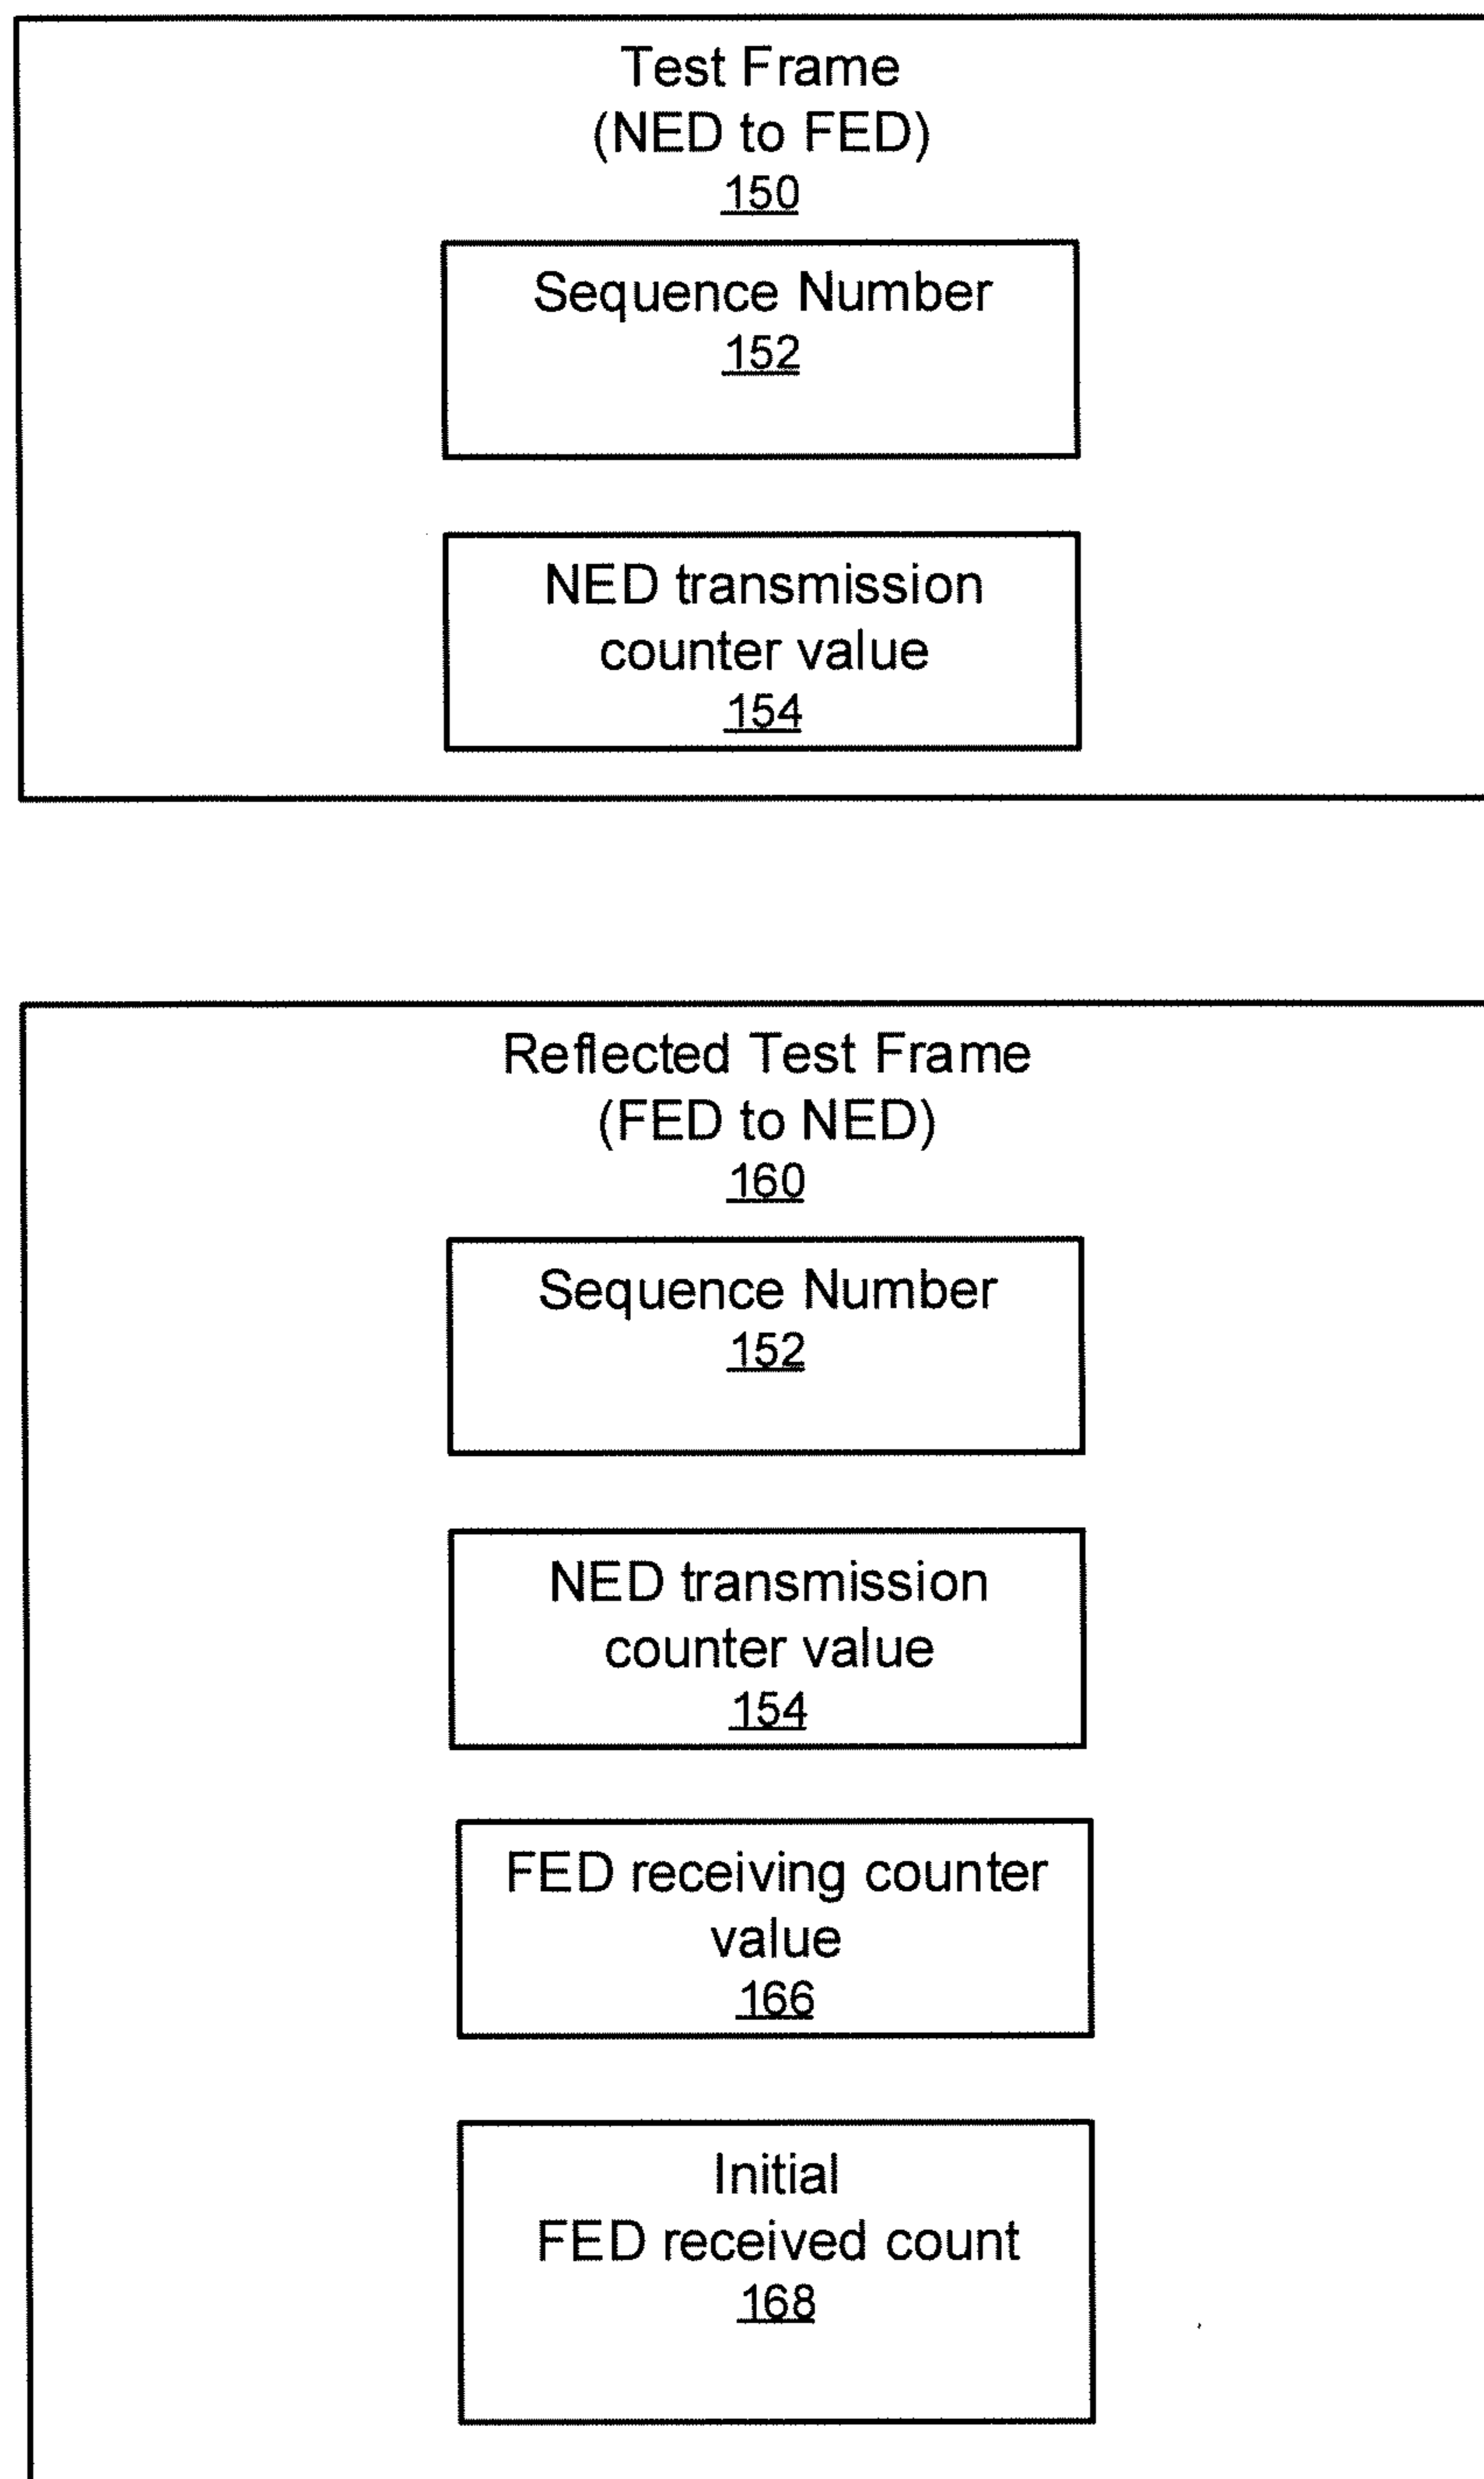 Test Frame
(NED to FED)
150
Sequence Number
152
NED transmission
counter value
154
Reflected Test Frame
(FED to NED)
160
Sequence Number
152
NED transmission
counter value
154
FED receiving counter
value
166
Initial
FED received count
168